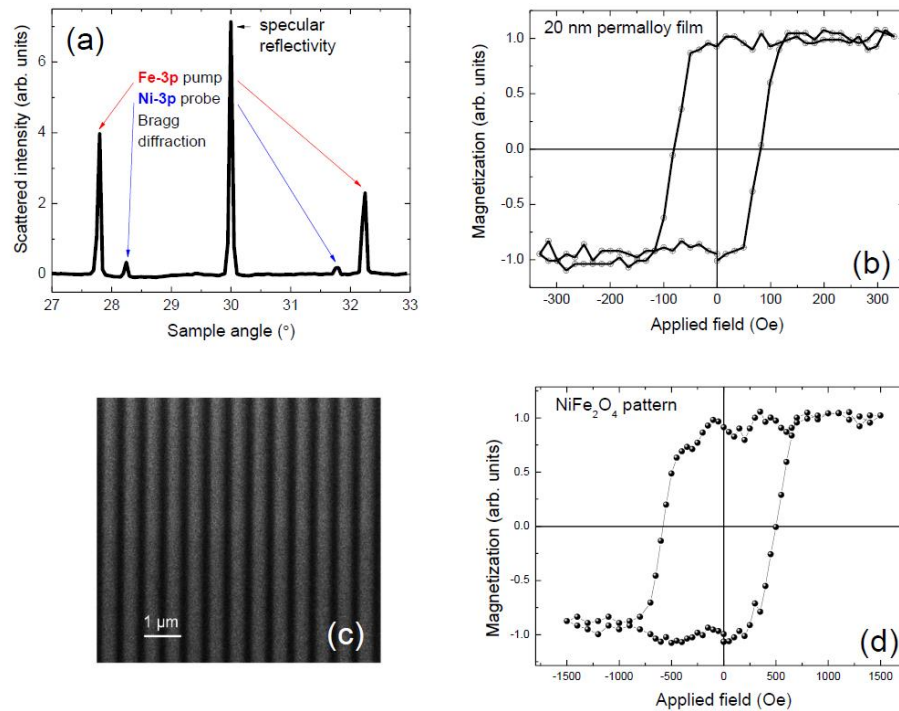 (a)
specular
reflectivity
Fe-3p pump
Ni-3p probe
Bragg
diffraction
Scattered intensity (arb. units)
6
4
2
0
27 28 29 30 31 32 33
Sample angle (°)
20 nm permalloy film
Magnetization (arb. units)
1.0
0.5
0.0
-0.5
-1.0
(b)
-300 -200 -100 0 100 200 300
Applied field (Oe)
1 µm
(c)
NiFe₂O₄ pattern
Magnetization (arb. units)
1.0
0.5
0.0
-0.5
-1.0
(d)
-1500 -1000 -500 0 500 1000 1500
Applied field (Oe)